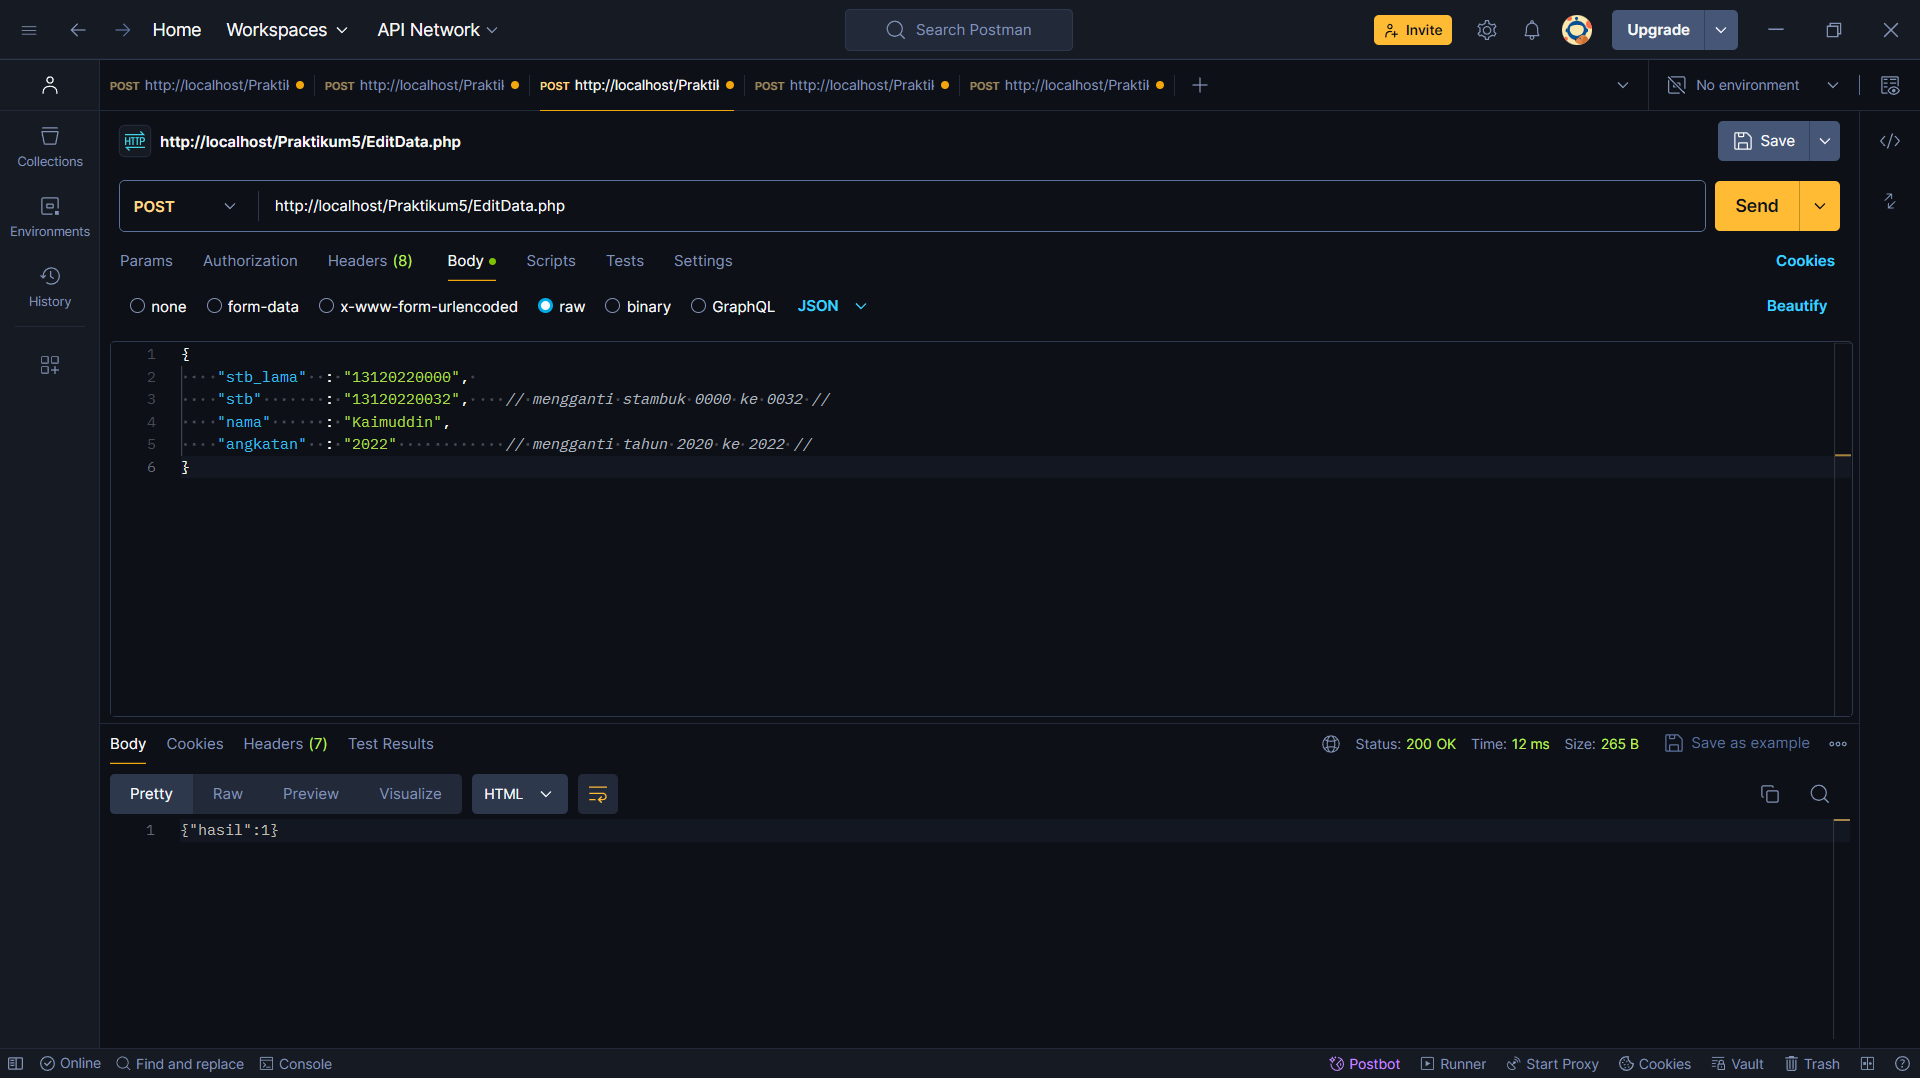 Home Workspaces API Network Search Postman Invite Upgrade
POST http://localhost/Praktil POST http://localhost/Praktil POST http://localhost/Praktil POST http://localhost/Praktil POST http://localhost/Praktil No environment
HTTP http://localhost/Praktikum5/EditData.php Save
Collections
Environments
History
POST http://localhost/Praktikum5/EditData.php Send
Params Authorization Headers (8) Body Scripts Tests Settings Cookies
none form-data x-www-form-urlencoded raw binary GraphQL JSON Beautify
1 {
2 "stb_lama" : "13120220000",
3 "stb" : "13120220032", // mengganti stambuk 0000 ke 0032 //
4 "nama" : "Kaimuddin",
5 "angkatan" : "2022" // mengganti tahun 2020 ke 2022 //
6 }
Body Cookies Headers (7) Test Results Status: 200 OK Time: 12 ms Size: 265 B Save as example
Pretty Raw Preview Visualize HTML
1 {"hasil":1}
Online Find and replace Console Postbot Runner Start Proxy Cookies Vault Trash